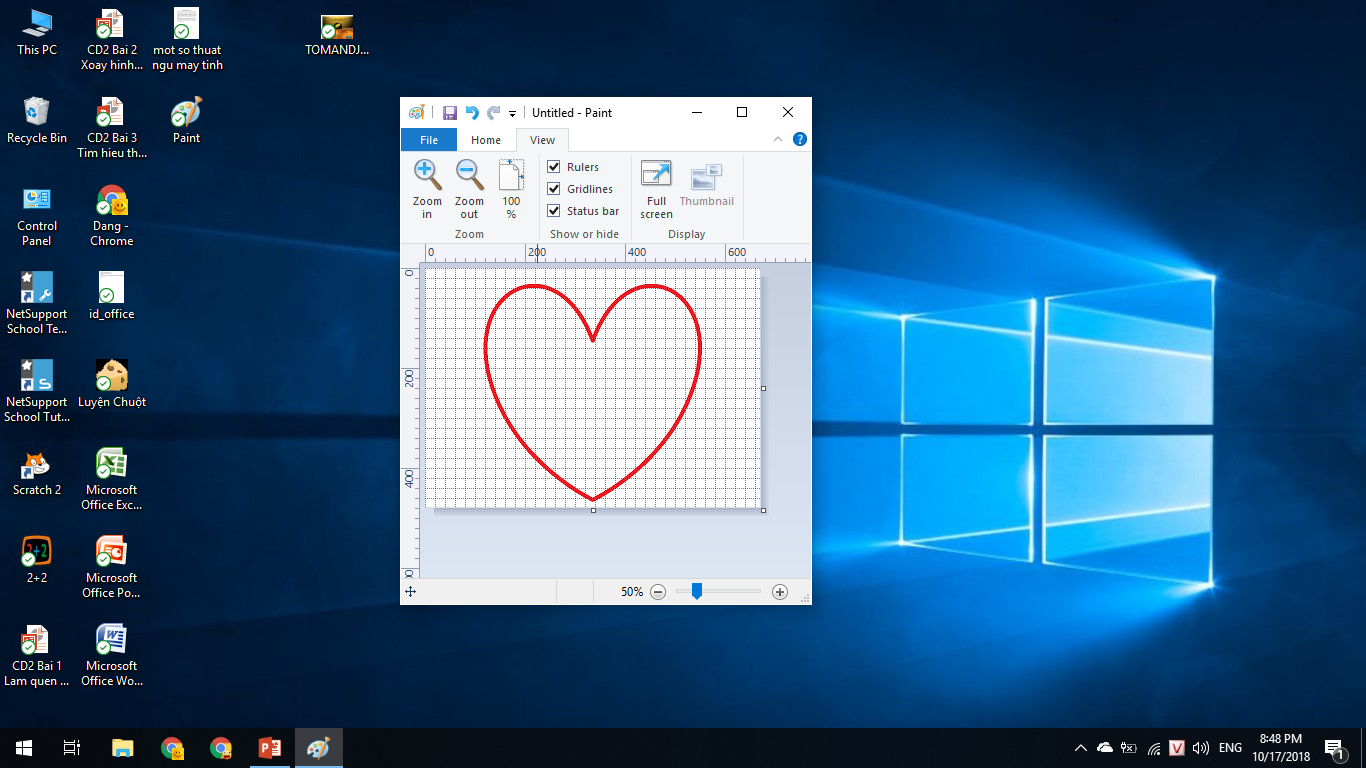 This PC
CD2 Bai 2
Xoay hinh...
mot so thuat
ngu may tinh
TOMANDJ...
Recycle Bin
CD2 Bai 3
Tim hieu th...
Paint
Control
Panel
Dang -
Chrome
NetSupport
School Te...
id_office
NetSupport
School Tut...
Luyện Chuột
Scratch 2
Microsoft
Office Exc...
2+2
2+2
Microsoft
Office Po...
CD2 Bai 1
Lam quen ...
Microsoft
Office Wo...
Untitled - Paint
File
Home
View
Zoom
in
Zoom
out
100
%
Rulers
Gridlines
Status bar
Full
screen
Thumbnail
Zoom
Show or hide
Display
0 200 400 600
0
200
400
50%
ENG
8:48 PM
10/17/2018
1